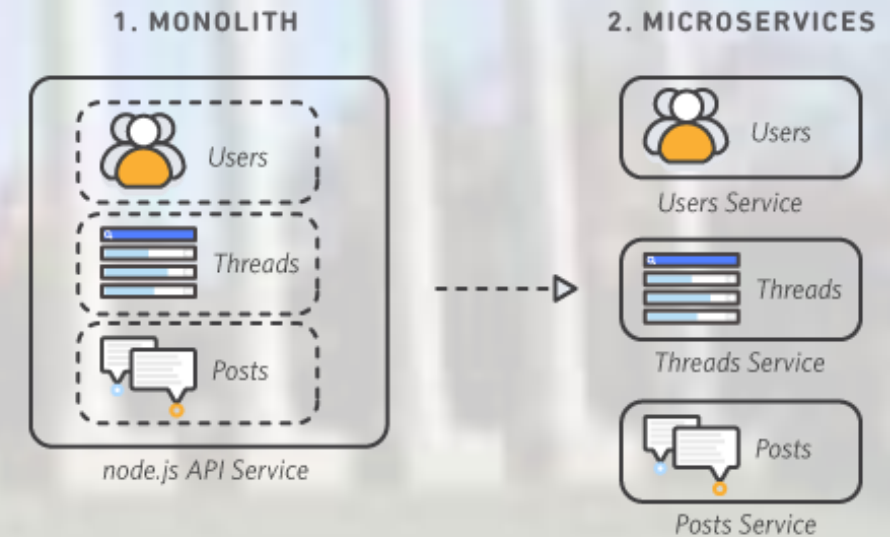 1. MONOLITH
Users
Threads
Posts
node.js API Service
2. MICROSERVICES
Users
Users Service
Threads
Threads Service
Posts
Posts Service